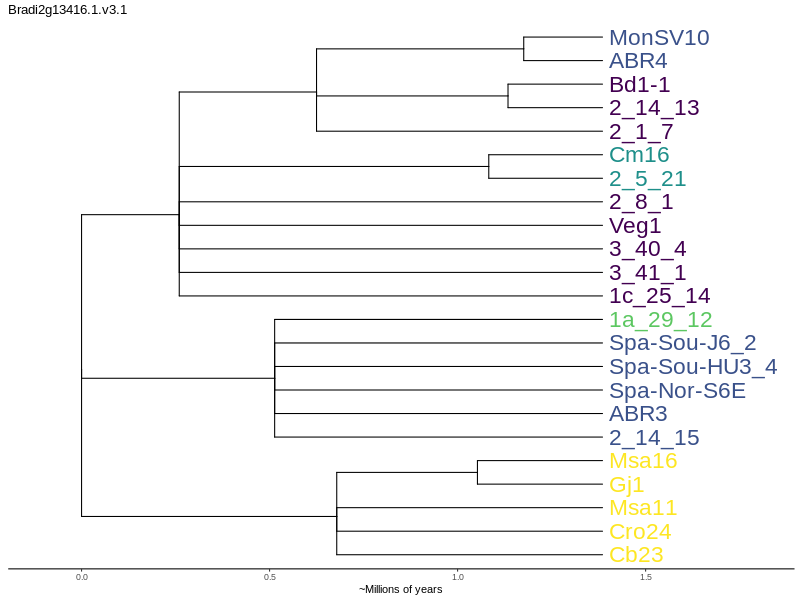 Bradi2g13416.1.v3.1
MonSV10
ABR4
Bd1-1
2_14_13
2_1_7
Cm16
2_5_21
2_8_1
Veg1
3_40_4
3_41_1
1c_25_14
1a_29_12
Spa-Sou-J6_2
Spa-Sou-HU3_4
Spa-Nor-S6E
ABR3
2_14_15
Msa16
Gj1
Msa11
Cro24
Cb23
0.0 0.5 1.0 1.5
~Millions of years